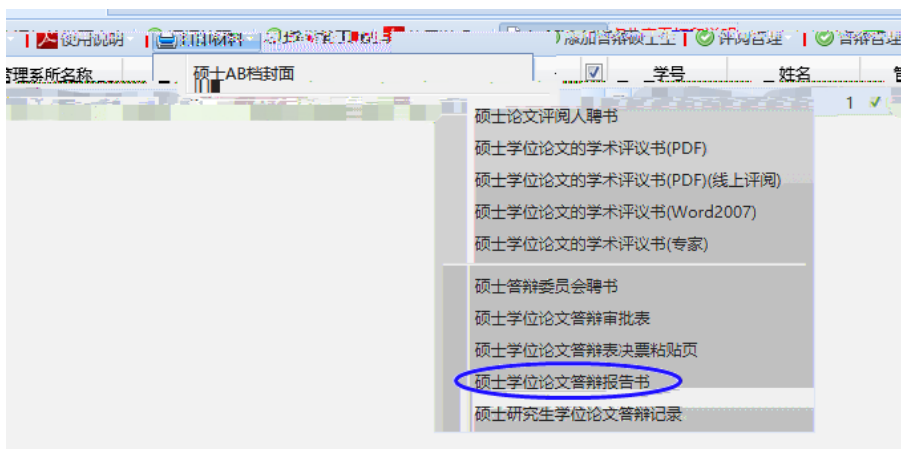 使用说明 打印材料 添加答辩硕士生 评阅管理 答辩管理
管理系所名称 硕士AB档封面 学号 姓名
1
硕士论文评阅人聘书
硕士学位论文的学术评议书(PDF)
硕士学位论文的学术评议书(PDF)(线上评阅)
硕士学位论文的学术评议书(Word2007)
硕士学位论文的学术评议书(专家)
硕士答辩委员会聘书
硕士学位论文答辩审批表
硕士学位论文答辩表决票粘贴页
硕士学位论文答辩报告书
硕士研究生学位论文答辩记录